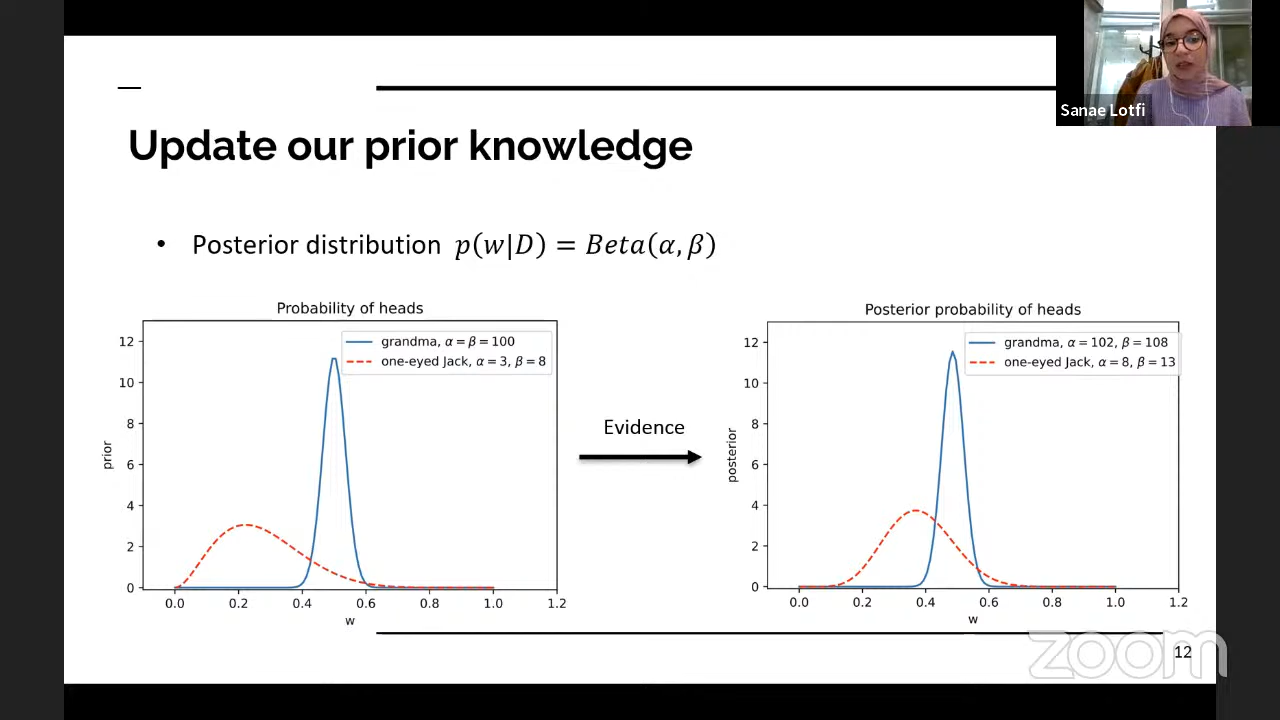 Sanae Lotfi
Update our prior knowledge
• Posterior distribution p(w|D) = Beta(α, β)
Probability of heads
grandma, α = β = 100
one-eyed Jack, α = 3, β = 8
12
10
8
6
4
2
0
prior
0.0 0.2 0.4 0.6 0.8 1.0 1.2
w
Evidence
Posterior probability of heads
grandma, α = 102, β = 108
one-eyed Jack, α = 8, β = 13
12
10
8
6
4
2
0
posterior
0.0 0.2 0.4 0.6 0.8 1.0 1.2
w
zoom
12